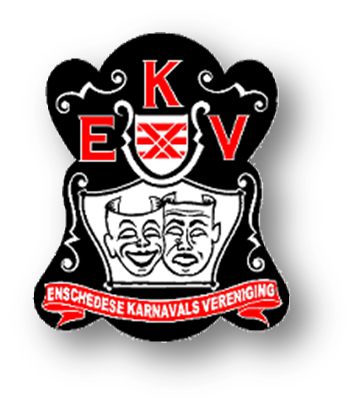 K
E V
ENSCHEDESE KARNAVALS VERENIGING